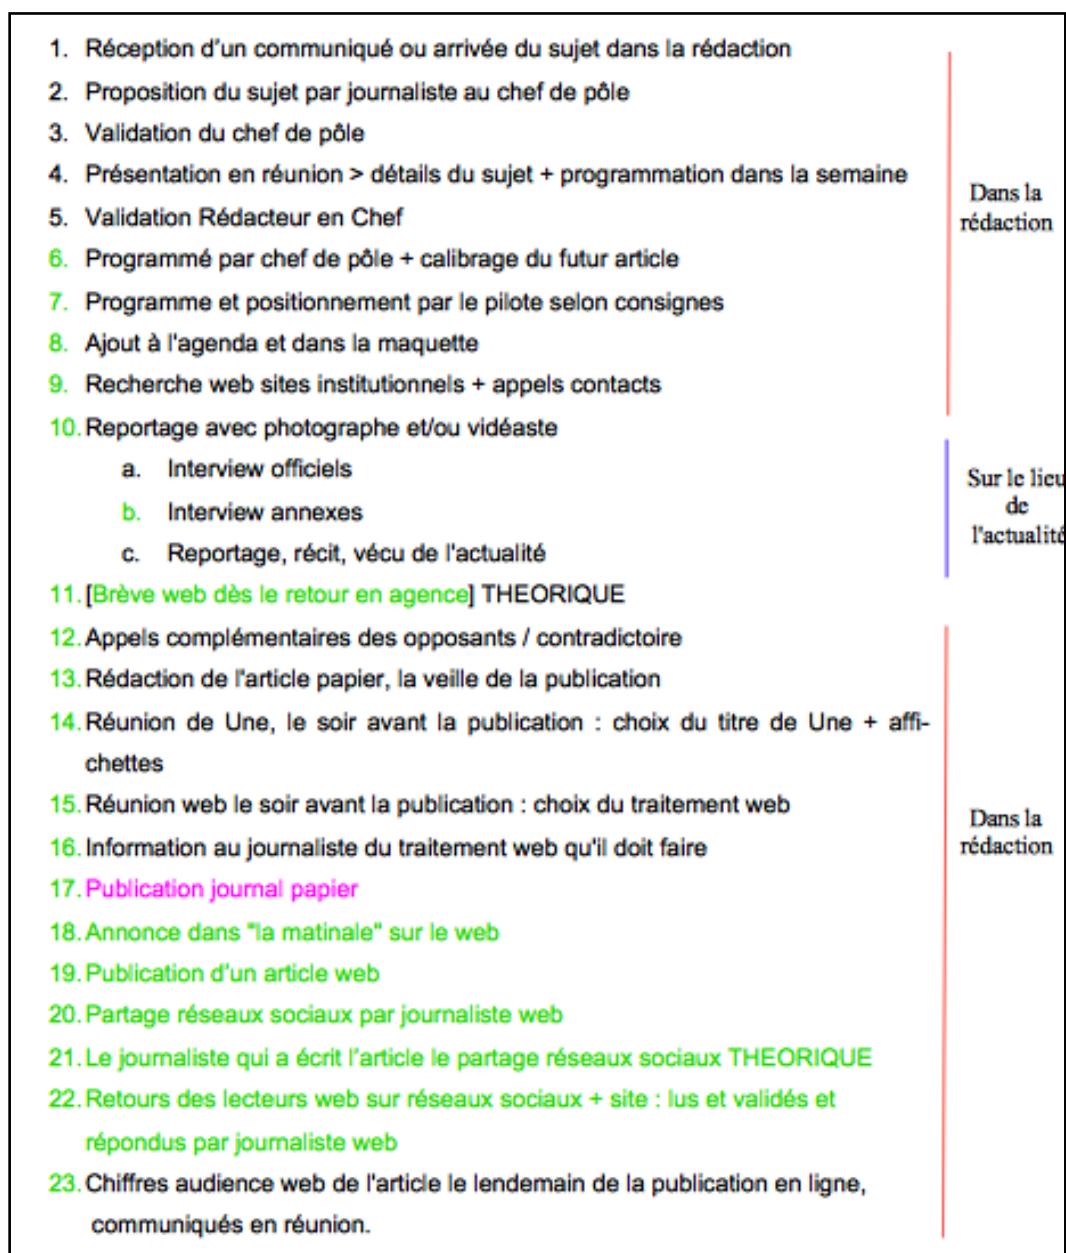 1. Réception d'un communiqué ou arrivée du sujet dans la rédaction
2. Proposition du sujet par journaliste au chef de pôle
3. Validation du chef de pôle
4. Présentation en réunion > détails du sujet + programmation dans la semaine
5. Validation Rédacteur en Chef
6. Programmé par chef de pôle + calibrage du futur article
7. Programme et positionnement par le pilote selon consignes
8. Ajout à l'agenda et dans la maquette
9. Recherche web sites institutionnels + appels contacts
Dans la
rédaction
10. Reportage avec photographe et/ou vidéaste
a. Interview officiels
b. Interview annexes
c. Reportage, récit, vécu de l'actualité
Sur le lieu
de
l'actualité
11. [Brève web dès le retour en agence] THEORIQUE
12. Appels complémentaires des opposants / contradictoire
13. Rédaction de l'article papier, la veille de la publication
14. Réunion de Une, le soir avant la publication : choix du titre de Une + affi-
chettes
15. Réunion web le soir avant la publication : choix du traitement web
16. Information au journaliste du traitement web qu'il doit faire
17. Publication journal papier
18. Annonce dans "la matinale" sur le web
19. Publication d'un article web
20. Partage réseaux sociaux par journaliste web
21. Le journaliste qui a écrit l'article le partage réseaux sociaux THEORIQUE
22. Retours des lecteurs web sur réseaux sociaux + site : lus et validés et
répondus par journaliste web
23. Chiffres audience web de l'article le lendemain de la publication en ligne,
communiqués en réunion.
Dans la
rédaction